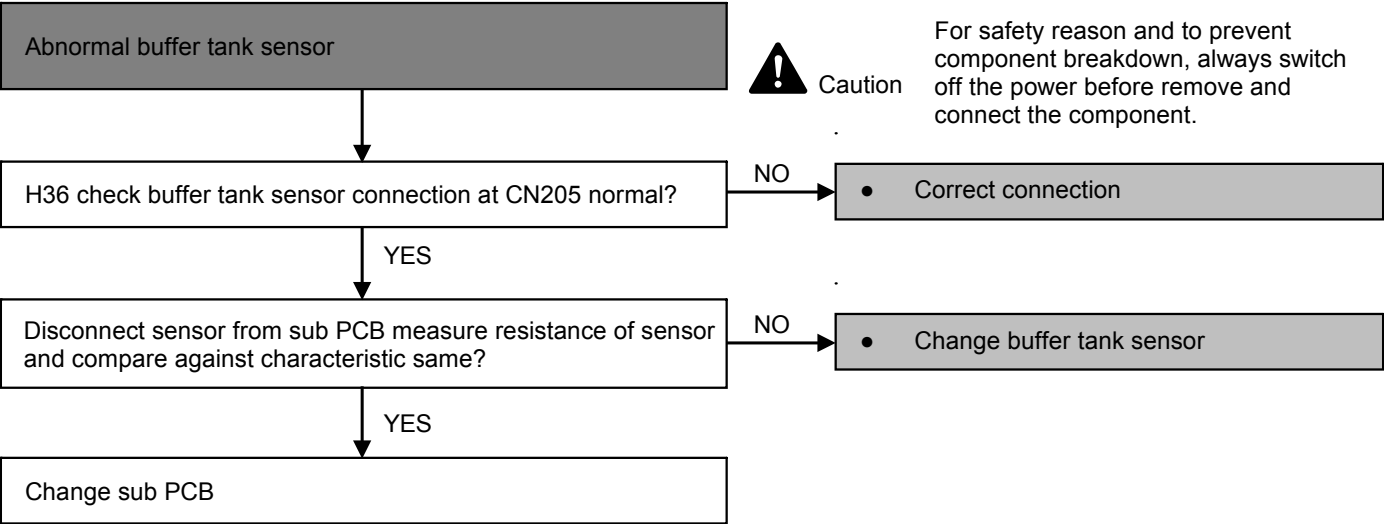 Abnormal buffer tank sensor
Caution
For safety reason and to prevent
component breakdown, always switch
off the power before remove and
connect the component.
H36 check buffer tank sensor connection at CN205 normal?
NO
● Correct connection
YES
Disconnect sensor from sub PCB measure resistance of sensor
and compare against characteristic same?
NO
● Change buffer tank sensor
YES
Change sub PCB